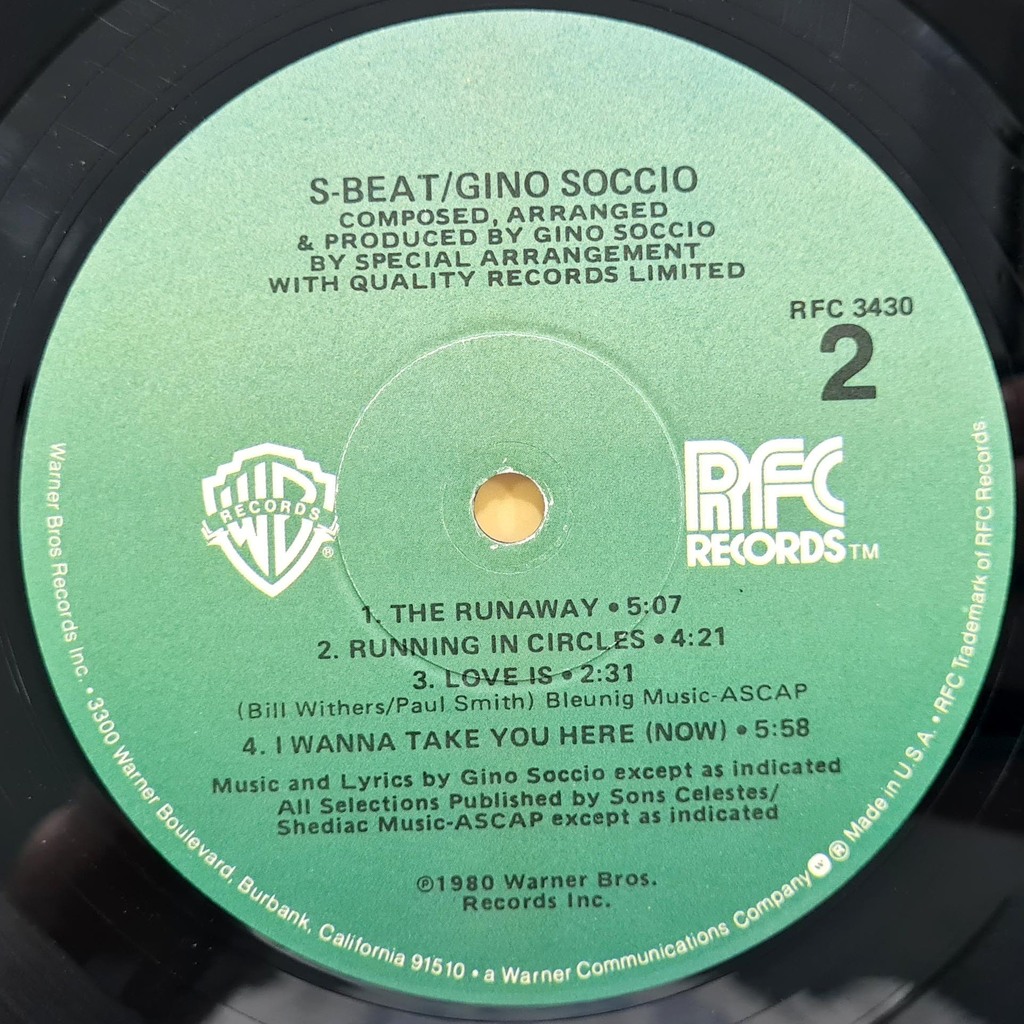 S-BEAT/GINO SOCCIO
COMPOSED, ARRANGED
& PRODUCED BY GINO SOCCIO
BY SPECIAL ARRANGEMENT
WITH QUALITY RECORDS LIMITED
RFC 3430
2
W B
RECORDS
®
RFC
RECORDS TM
1. THE RUNAWAY • 5:07
2. RUNNING IN CIRCLES • 4:21
3. LOVE IS • 2:31
(Bill Withers/Paul Smith) Bleunig Music-ASCAP
4. I WANNA TAKE YOU HERE (NOW) • 5:58
Music and Lyrics by Gino Soccio except as indicated
All Selections Published by Sons Celestes/
Shediac Music-ASCAP except as indicated
℗1980 Warner Bros.
Records Inc.
Warner Bros Records Inc. • 3300 Warner Boulevard, Burbank, California 91510 • a Warner Communications Company W ® Made in U.S.A. • RFC Trademark of RFC Records